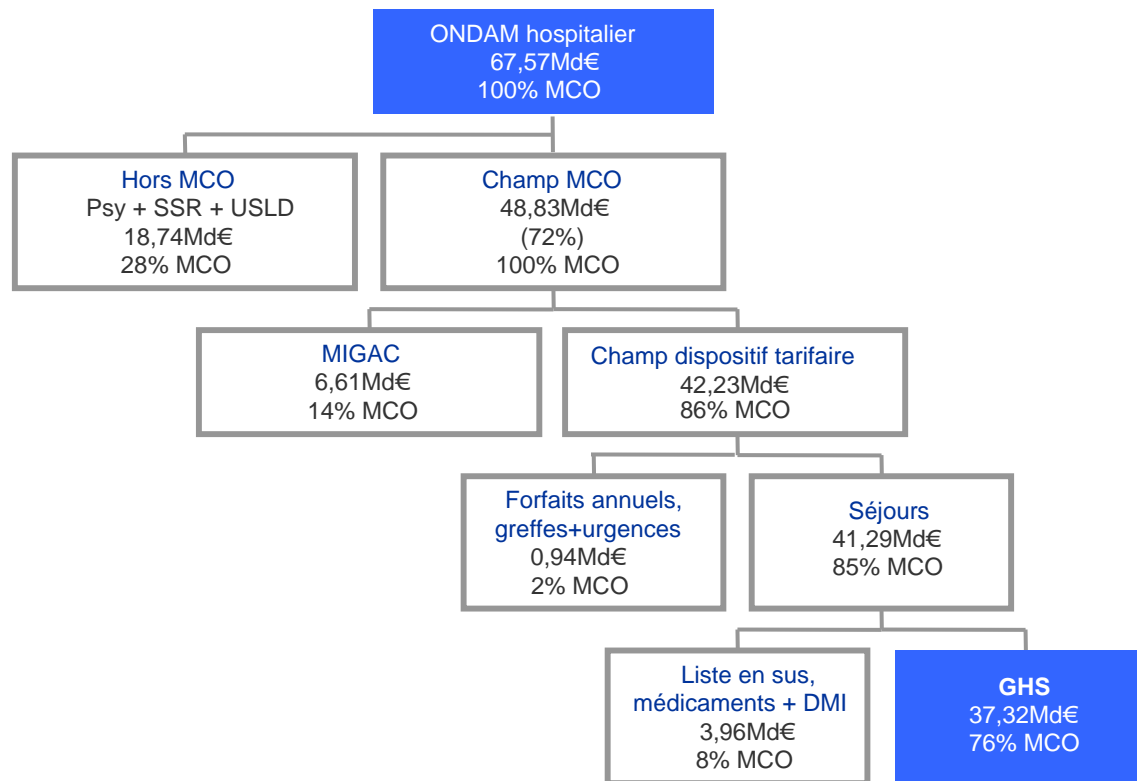 ONDAM hospitalier
67,57Md€
100% MCO
Hors MCO
Psy + SSR + USLD
18,74Md€
28% MCO
Champ MCO
48,83Md€
(72%)
100% MCO
MIGAC
6,61Md€
14% MCO
Champ dispositif tarifaire
42,23Md€
86% MCO
Forfaits annuels,
greffes+urgences
0,94Md€
2% MCO
Séjours
41,29Md€
85% MCO
Liste en sus,
médicaments + DMI
3,96Md€
8% MCO
GHS
37,32Md€
76% MCO